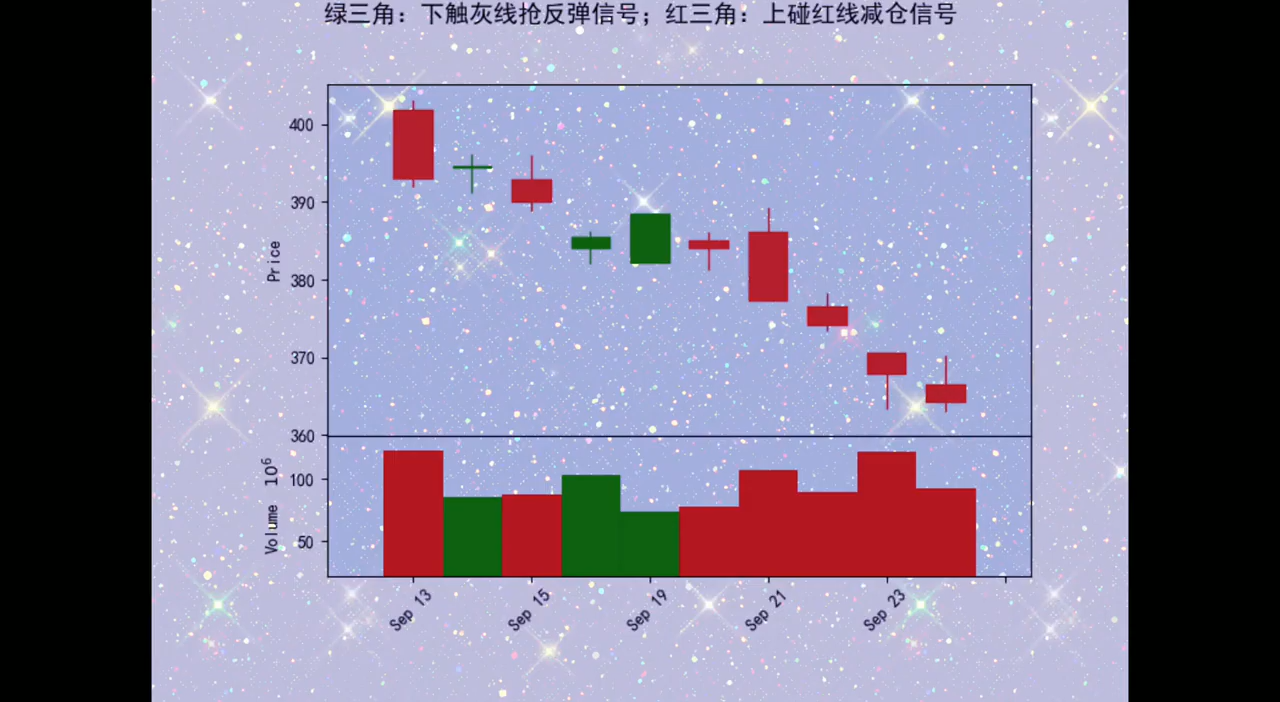 绿三角：下触灰线抢反弹信号；红三角：上碰红线减仓信号
400
390
380
370
360
Price
100
50
Volume 10^6
Sep 13
Sep 15
Sep 19
Sep 21
Sep 23